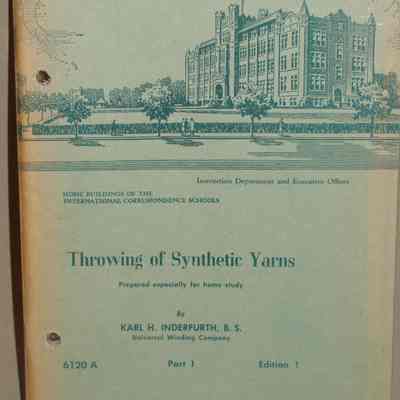 Instruction Department and Executive Offices
HOME BUILDINGS OF THE
INTERNATIONAL CORRESPONDENCE SCHOOLS
Throwing of Synthetic Yarns
Prepared especially for home study
By
KARL H. INDERFURTH, B. S.
Universal Winding Company
6120 A Part 1 Edition 1